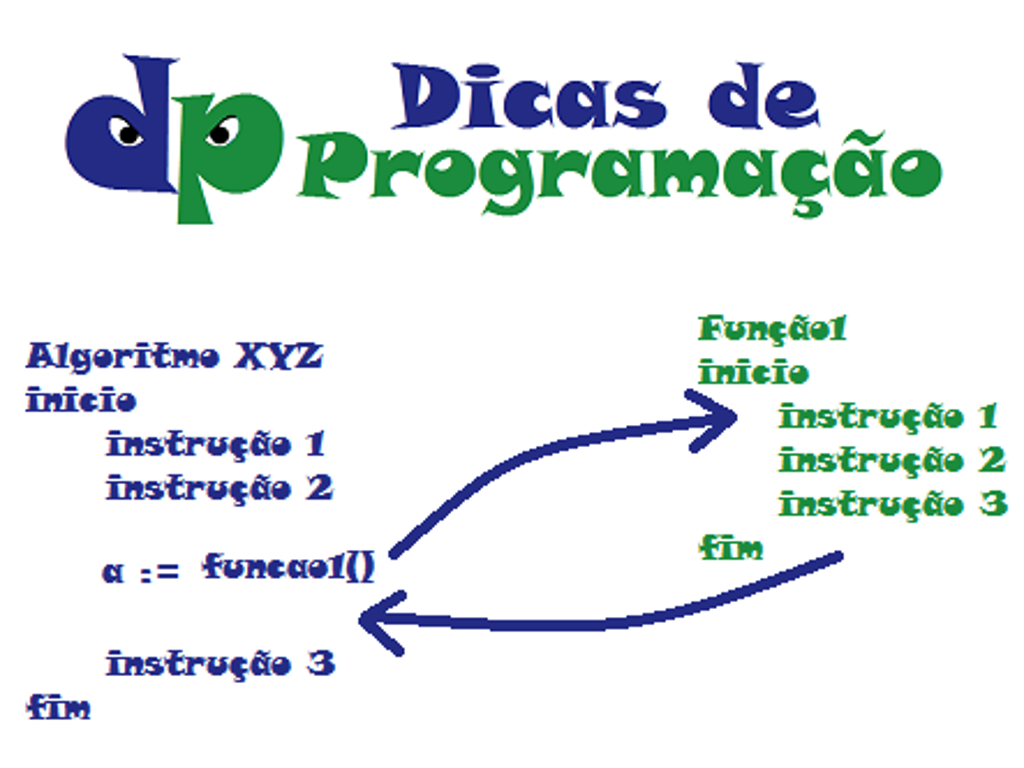 dp
Dicas de
Programação
Algoritmo XYZ
inicio
instrução 1
instrução 2
a := funcao1()
instrução 3
fim
Função1
inicio
instrução 1
instrução 2
instrução 3
fim